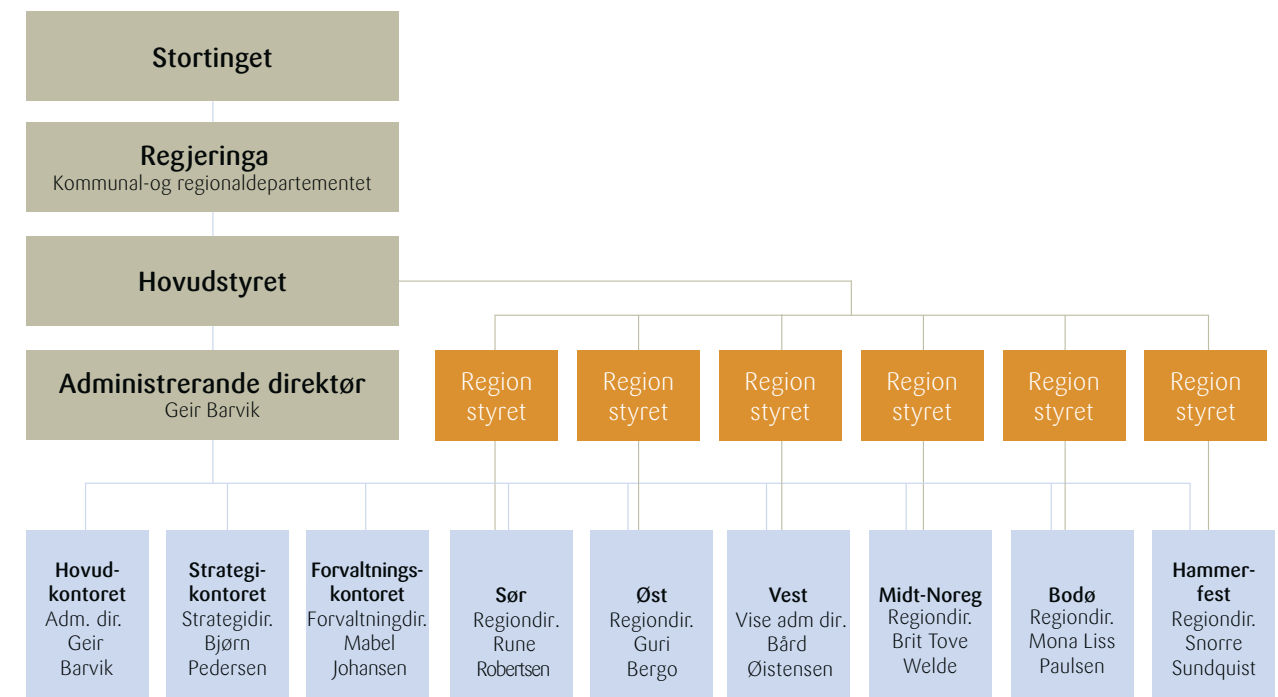 Stortinget
Regjeringa
Kommunal-og regionaldepartementet
Hovudstyret
Administrerande direktør
Geir Barvik
Region
styret
Region
styret
Region
styret
Region
styret
Region
styret
Region
styret
Hovud-
kontoret
Adm. dir.
Geir
Barvik
Strategi-
kontoret
Strategidir.
Bjørn
Pedersen
Forvaltnings-
kontoret
Forvaltningdir.
Mabel
Johansen
Sør
Regiondir.
Rune
Robertsen
Øst
Regiondir.
Guri
Bergo
Vest
Vise adm dir.
Bård
Øistensen
Midt-Noreg
Regiondir.
Brit Tove
Welde
Bodø
Regiondir.
Mona Liss
Paulsen
Hammer-
fest
Regiondir.
Snorre
Sundquist